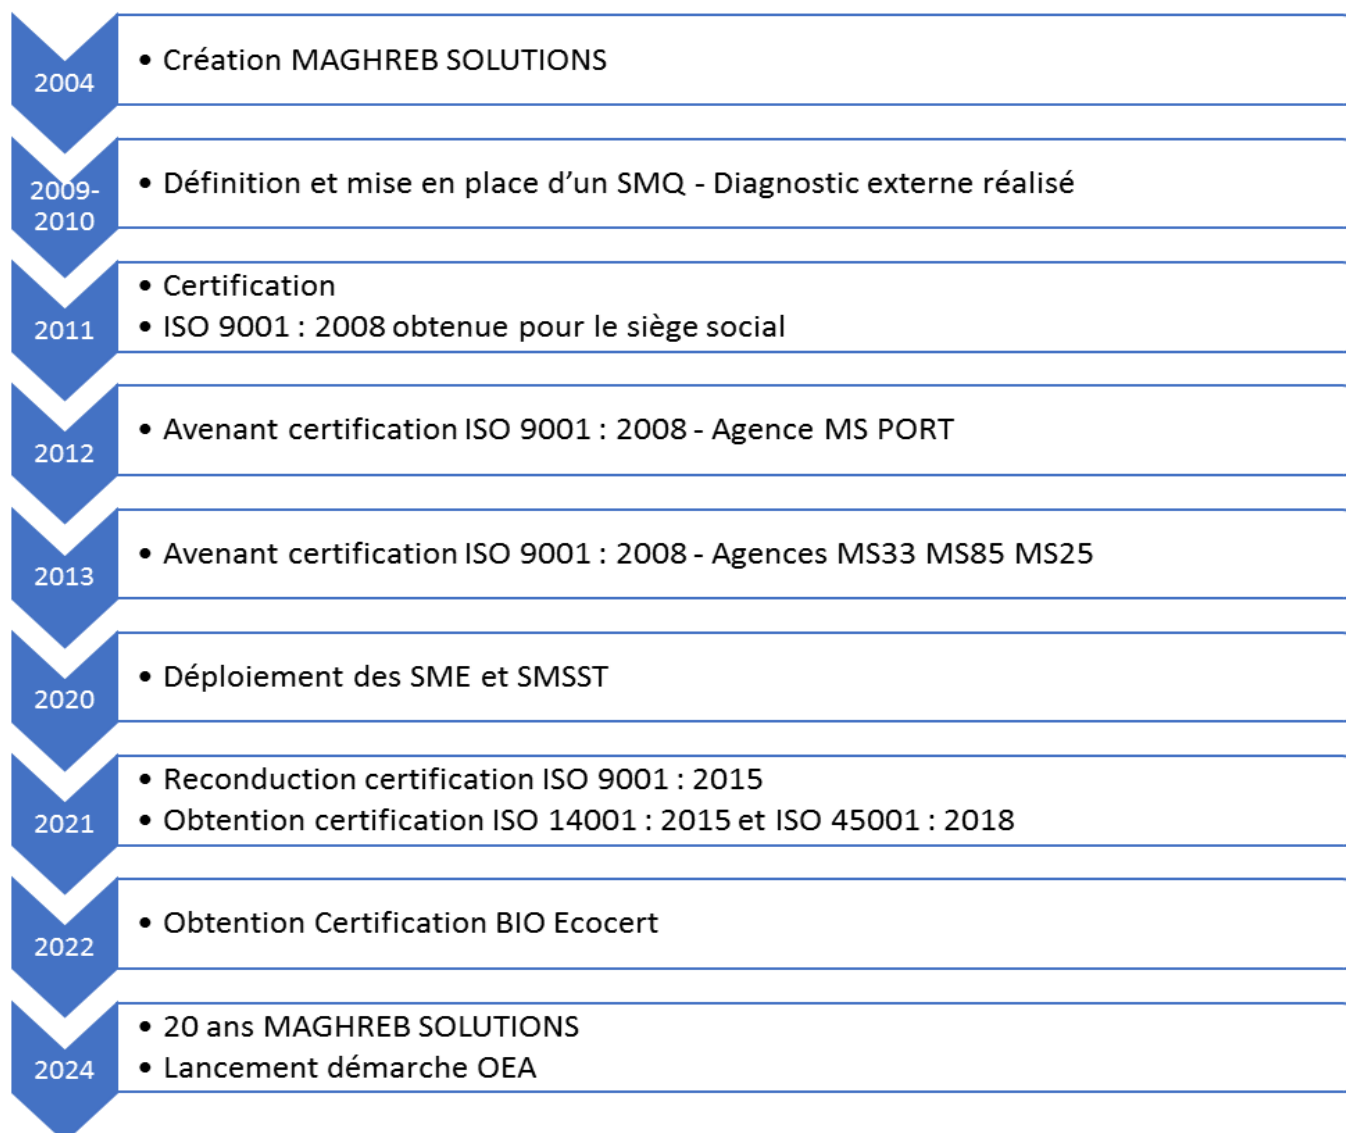 2004
• Création MAGHREB SOLUTIONS
2009-
2010
• Définition et mise en place d’un SMQ - Diagnostic externe réalisé
2011
• Certification
• ISO 9001 : 2008 obtenue pour le siège social
2012
• Avenant certification ISO 9001 : 2008 - Agence MS PORT
2013
• Avenant certification ISO 9001 : 2008 - Agences MS33 MS85 MS25
2020
• Déploiement des SME et SMSST
2021
• Reconduction certification ISO 9001 : 2015
• Obtention certification ISO 14001 : 2015 et ISO 45001 : 2018
2022
• Obtention Certification BIO Ecocert
2024
• 20 ans MAGHREB SOLUTIONS
• Lancement démarche OEA